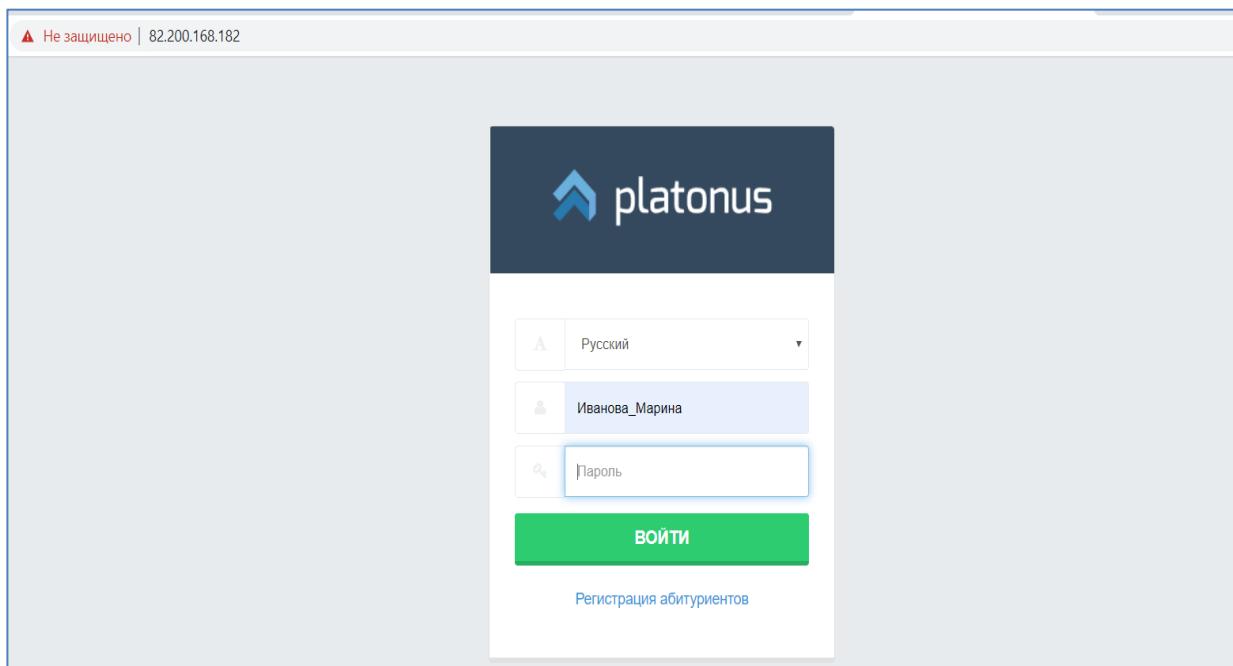 Не защищено | 82.200.168.182
platonus
Русский
Иванова_Марина
Пароль
ВОЙТИ
Регистрация абитуриентов